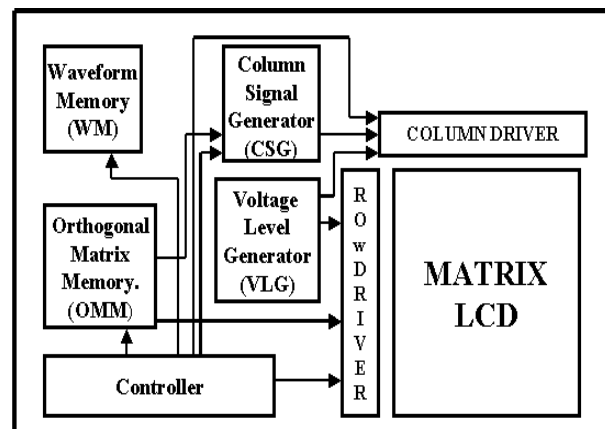 Waveform
Memory
(WM)
Column
Signal
Generator
(CSG)
COLUMN DRIVER
Orthogonal
Matrix
Memory.
(OMM)
Voltage
Level
Generator
(VLG)
ROwDRIVER
MATRIX
LCD
Controller